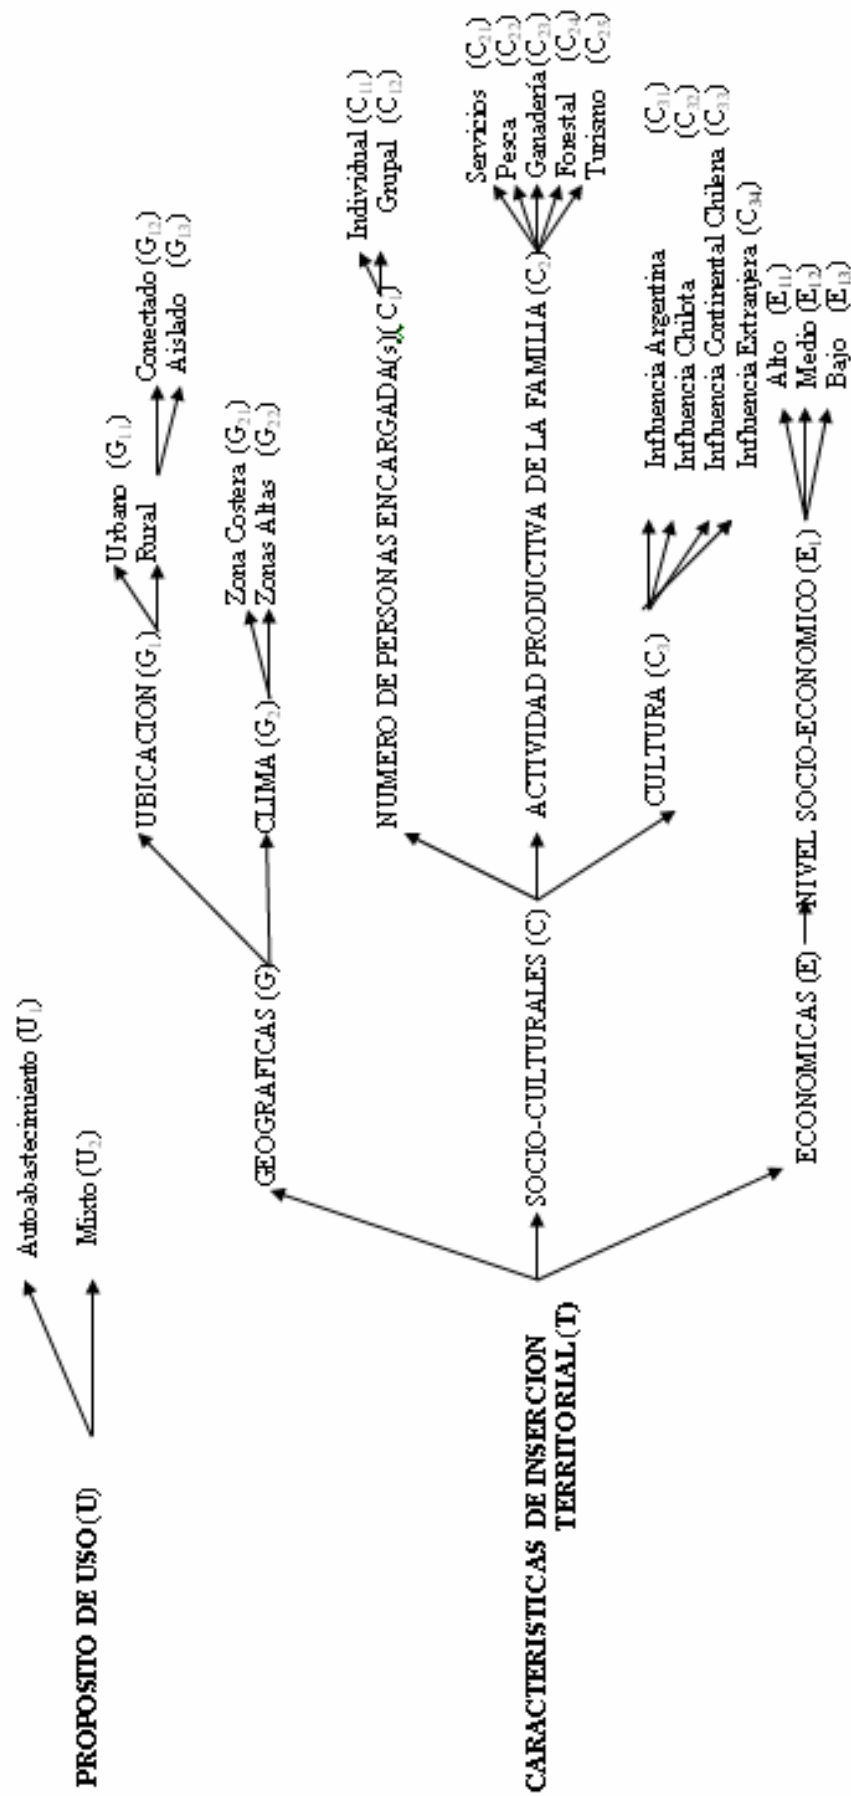 PROPOSITO DE USO (U)
Autoabastecimiento (U₁)
Mixto (U₂)
CARACTERISTICAS DE INSERCION
TERRITORIAL (T)
GEOGRAFICAS (G)
UBICACION (G₁)
Urbano (G₁₁)
Rural
Conectado (G₁₂)
Aislado (G₁₃)
CLIMA (G₂)
Zona Costera (G₂₁)
Zonas Altas (G₂₂)
SOCIO-CULTURALES (C)
NUMERO DE PERSONAS ENCARGADA(s)(C₁)
Individual (C₁₁)
Grupal (C₁₂)
ACTIVIDAD PRODUCTIVA DE LA FAMILIA (C₂)
Servicios (C₂₁)
Pesca (C₂₂)
Ganadería (C₂₃)
Forestal (C₂₄)
Turismo (C₂₅)
CULTURA (C₃)
Influencia Argentina (C₃₁)
Influencia Chilota (C₃₂)
Influencia Continental Chilena (C₃₃)
Influencia Extranjera (C₃₄)
ECONOMICAS (E)
NIVEL SOCIO-ECONOMICO (E₁)
Alto (E₁₁)
Medio (E₁₂)
Bajo (E₁₃)